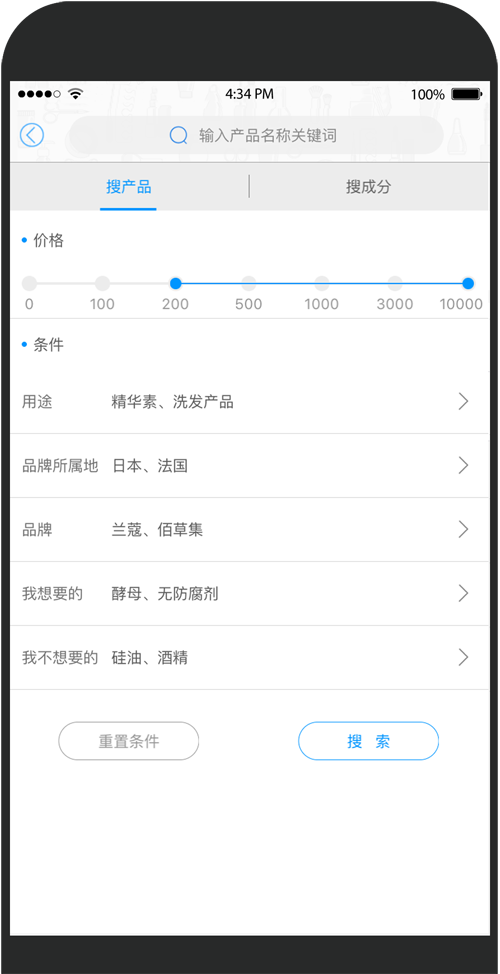 4:34 PM 100%
输入产品名称关键词
搜产品 搜成分
价格
0 100 200 500 1000 3000 10000
条件
用途 精华素、洗发产品
品牌所属地 日本、法国
品牌 兰蔻、佰草集
我想要的 酵母、无防腐剂
我不想要的 硅油、酒精
重置条件 搜 索